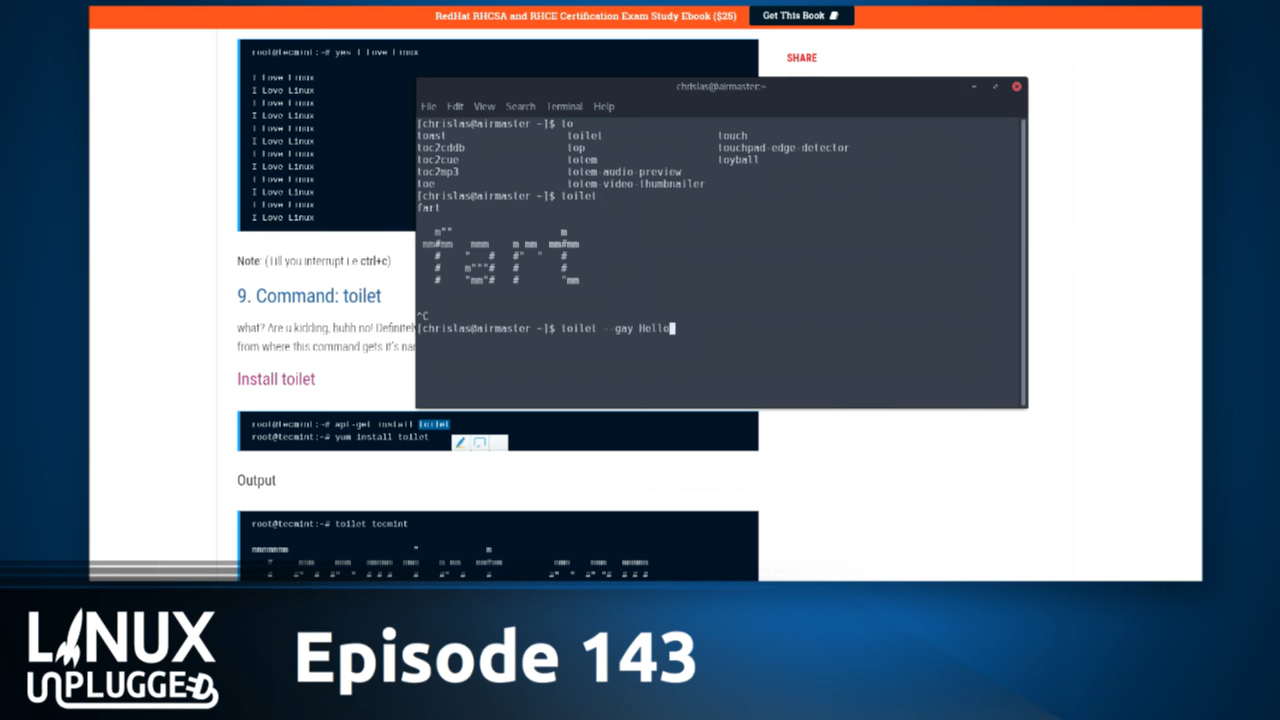 RedHat RHCSA and RHCE Certification Exam Study Ebook ($25)
Get This Book
root@tecmint:~# yes I Love Linux
I Love Linux
I Love Linux
I Love Linux
I Love Linux
I Love Linux
I Love Linux
I Love Linux
I Love Linux
I Love Linux
I Love Linux
I Love Linux
I Love Linux
SHARE
chrislas@airmaster:~
File Edit View Search Terminal Help
[chrislas@airmaster ~]$ to
toast toilet touch
toc2cddb top touchpad-edge-detector
toc2cue totem toyball
toc2mp3 totem-audio-preview
toe totem-video-thumbnailer
[chrislas@airmaster ~]$ toilet
fart
fart
^C
[chrislas@airmaster ~]$ toilet --gay Hello
Note: (Till you interrupt i.e ctrl+c)
9. Command: toilet
what? Are u kidding, huhh no! Definitely
from where this command gets it's
Install toilet
root@tecmint:~# apt-get install toilet
root@tecmint:~# yum install toilet
Output
root@tecmint:~# toilet tecmint
LINUX
UNPLUGGED
Episode 143